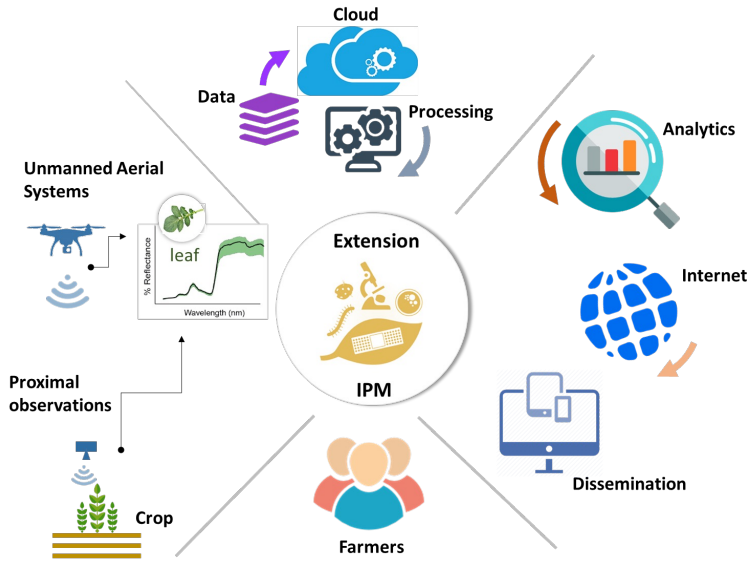 Cloud
Data
Processing
Analytics
Unmanned Aerial
Systems
leaf
% Reflectance
Wavelength (nm)
Extension
IPM
Internet
Proximal
observations
Dissemination
Crop
Farmers